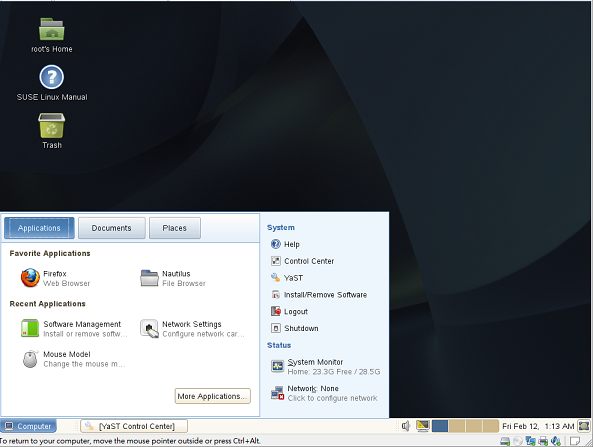 root's Home
SUSE Linux Manual
Trash
Applications
Documents
Places
Favorite Applications
Firefox
Web Browser
Nautilus
File Browser
Recent Applications
Software Management
Install or remove softw...
Network Settings
Configure network car...
Mouse Model
Change the mouse m...
More Applications...
System
Help
Control Center
YaST
Install/Remove Software
Logout
Shutdown
Status
System Monitor
Home: 23.3G Free / 28.5G
Network: None
Click to configure network
Computer
[YaST Control Center]
Fri Feb 12, 1:13 AM
To return to your computer, move the mouse pointer outside or press Ctrl+Alt.